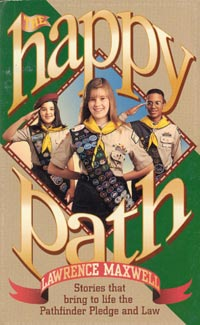 THE
happy
path
LAWRENCE MAXWELL
Stories that
bring to life the
Pathfinder Pledge and Law